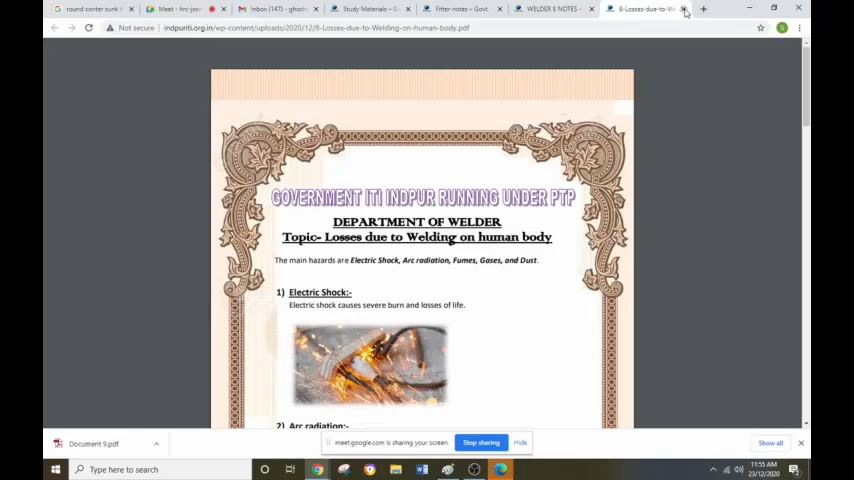 round conter sunk
Meet - hrc-jxsv
Inbox (147) - ghosh
Study Materials – G
Fitter notes – Govt
WELDER E NOTES –
8-Losses-due-to-W
Not secure
indpuriti.org.in/wp-content/uploads/2020/12/8-Losses-due-to-Welding-on-human-body.pdf
S
GOVERNMENT ITI INDPUR RUNNING UNDER PTP
DEPARTMENT OF WELDER
Topic- Losses due to Welding on human body
The main hazards are Electric Shock, Arc radiation, Fumes, Gases, and Dust.
1) Electric Shock:-
Electric shock causes severe burn and losses of life.
2) Arc radiation:-
Document 9.pdf
meet.google.com is sharing your screen.
Stop sharing
Hide
Show all
Type here to search
11:55 AM
23/12/2020